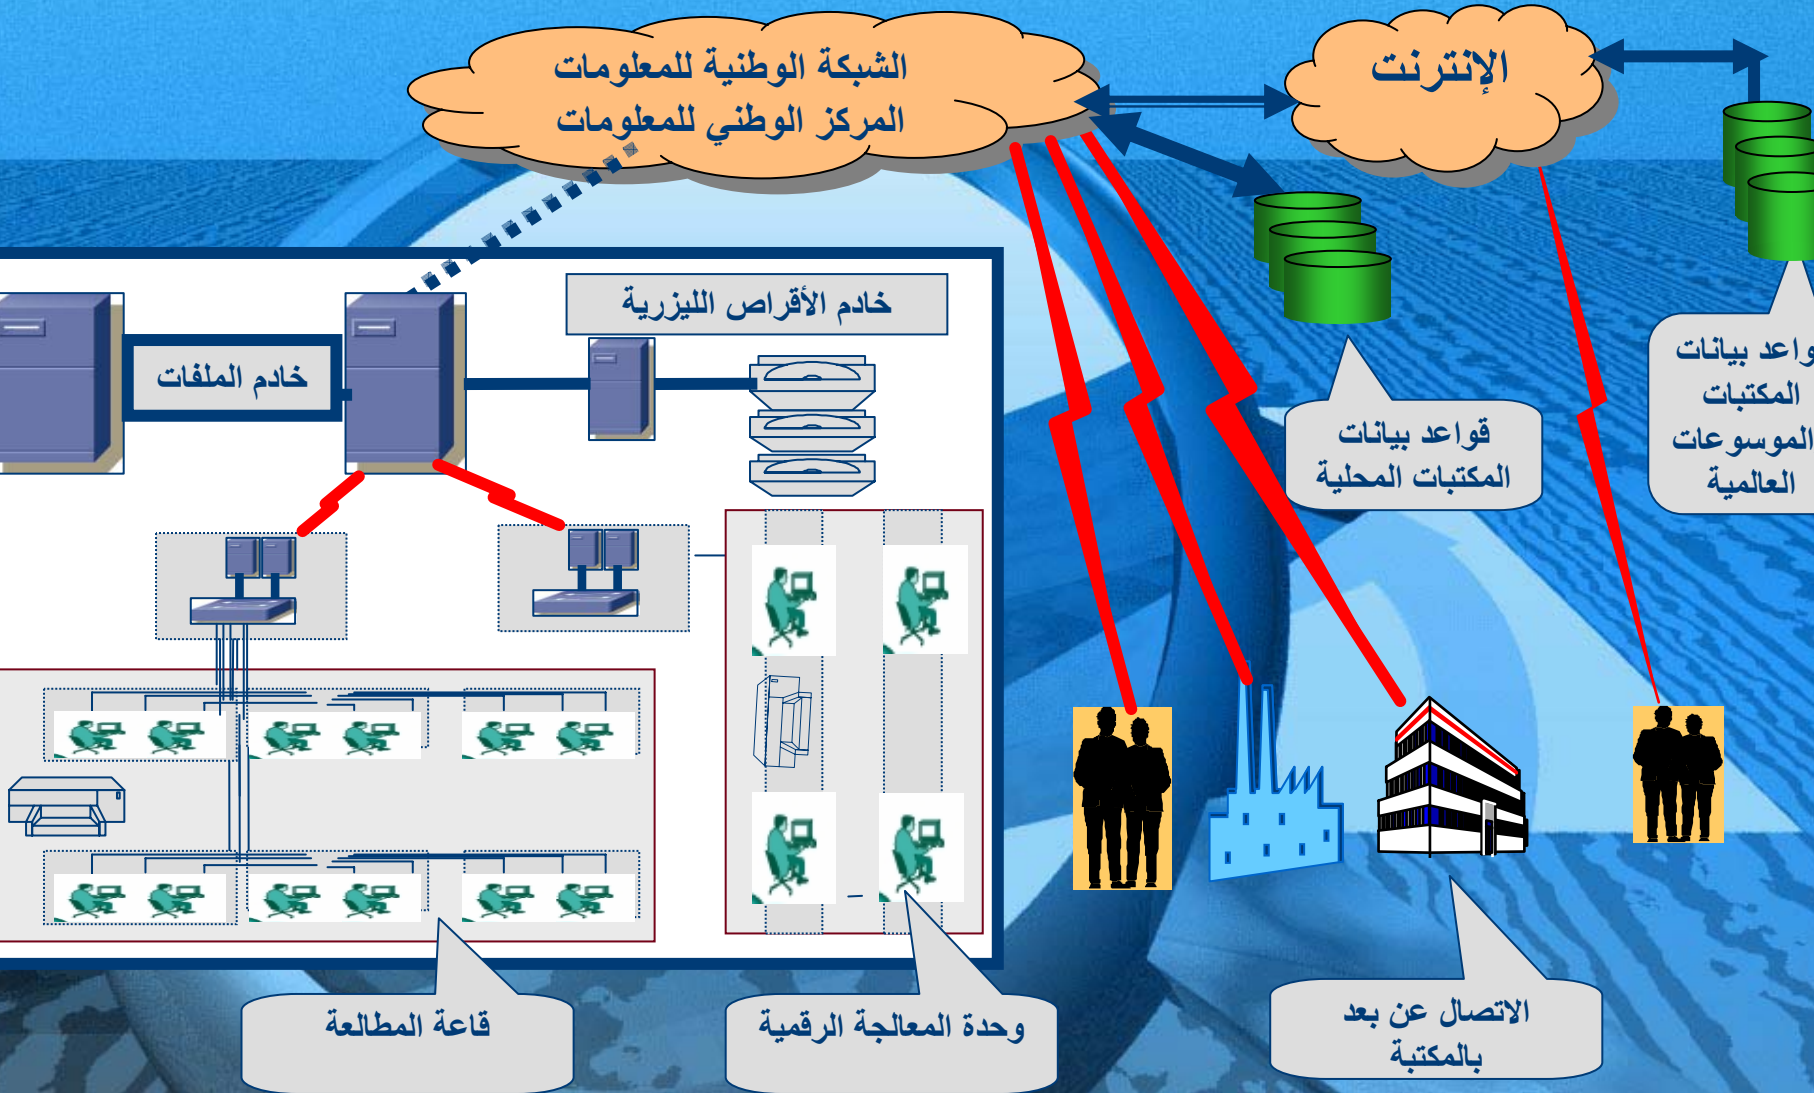 الشبكة الوطنية للمعلومات
المركز الوطني للمعلومات
الإنترنت
خادم الأقراص الليزرية
خادم الملفات
قواعد بيانات
المكتبات المحلية
بيانات
المكتبات
الموسوعات
العالمية
قاعة المطالعة
وحدة المعالجة الرقمية
الاتصال عن بعد
بالمكتبة